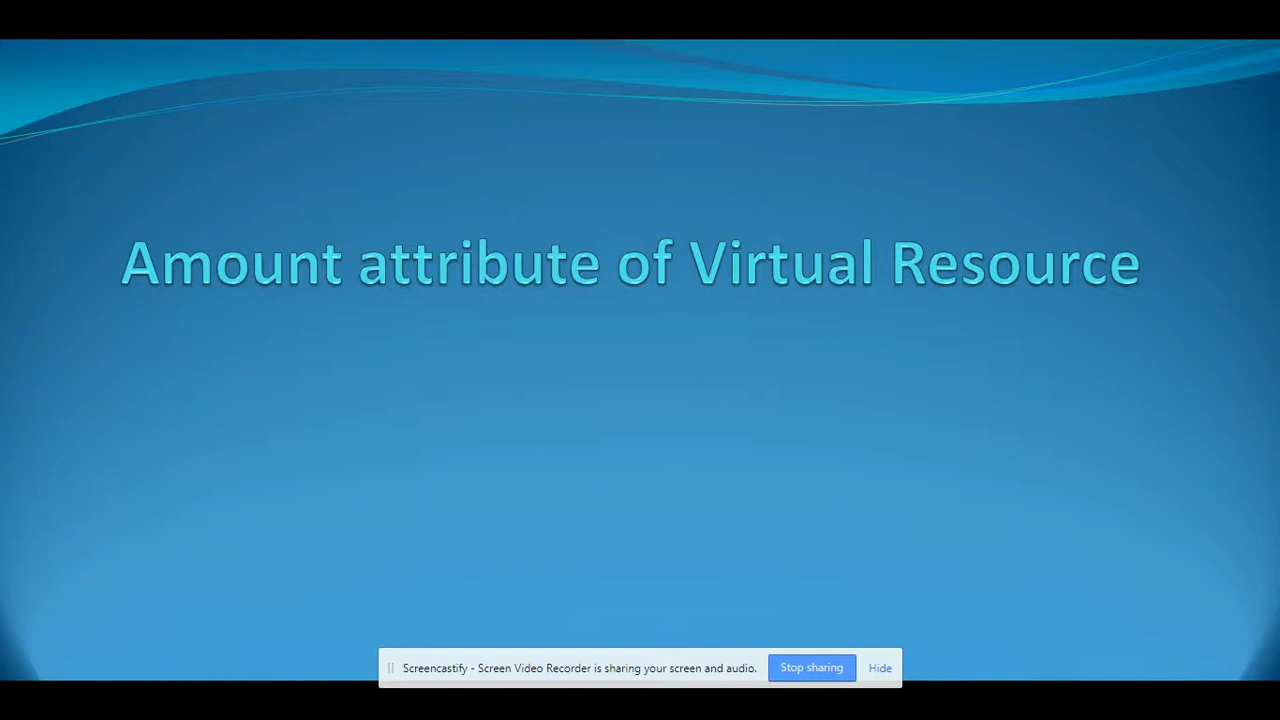 Amount attribute of Virtual Resource
Screencastify - Screen Video Recorder is sharing your screen and audio. Stop sharing Hide